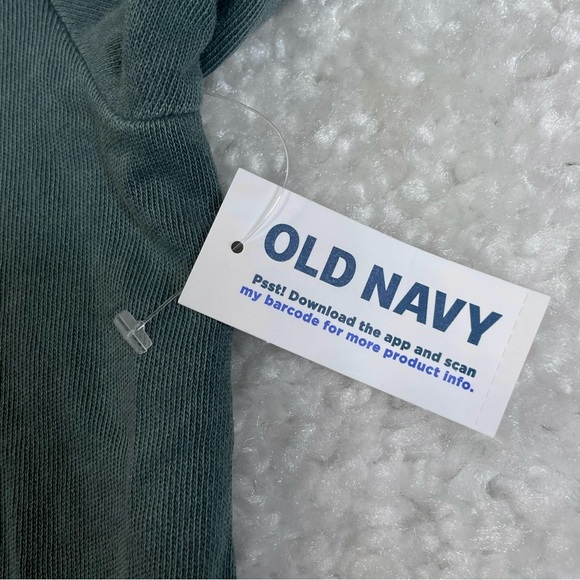 OLD NAVY
Psst! Download the app and scan
my barcode for more product info.